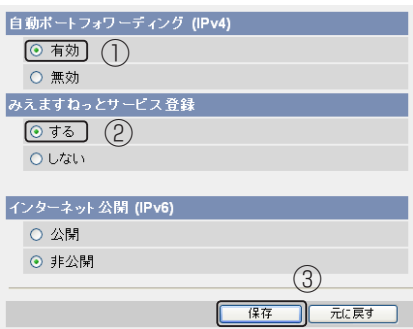 自動ポートフォワーディング (IPv4)
有効 ①
無効
みえますねっとサービス登録
する ②
しない
インターネット公開 (IPv6)
公開
非公開
③
保存 元に戻す